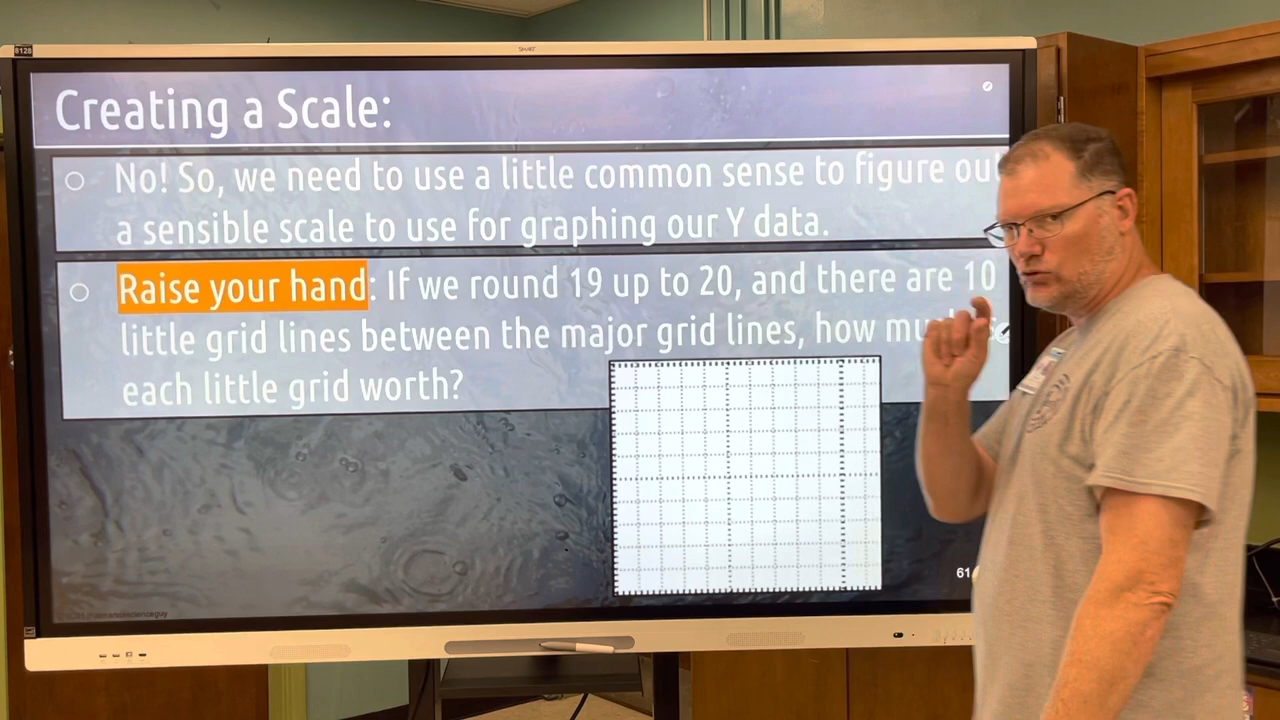 8128
SMART
Creating a Scale:
No! So, we need to use a little common sense to figure out
a sensible scale to use for graphing our Y data.
Raise your hand: If we round 19 up to 20, and there are 10
little grid lines between the major grid lines, how
each little grid worth?
61